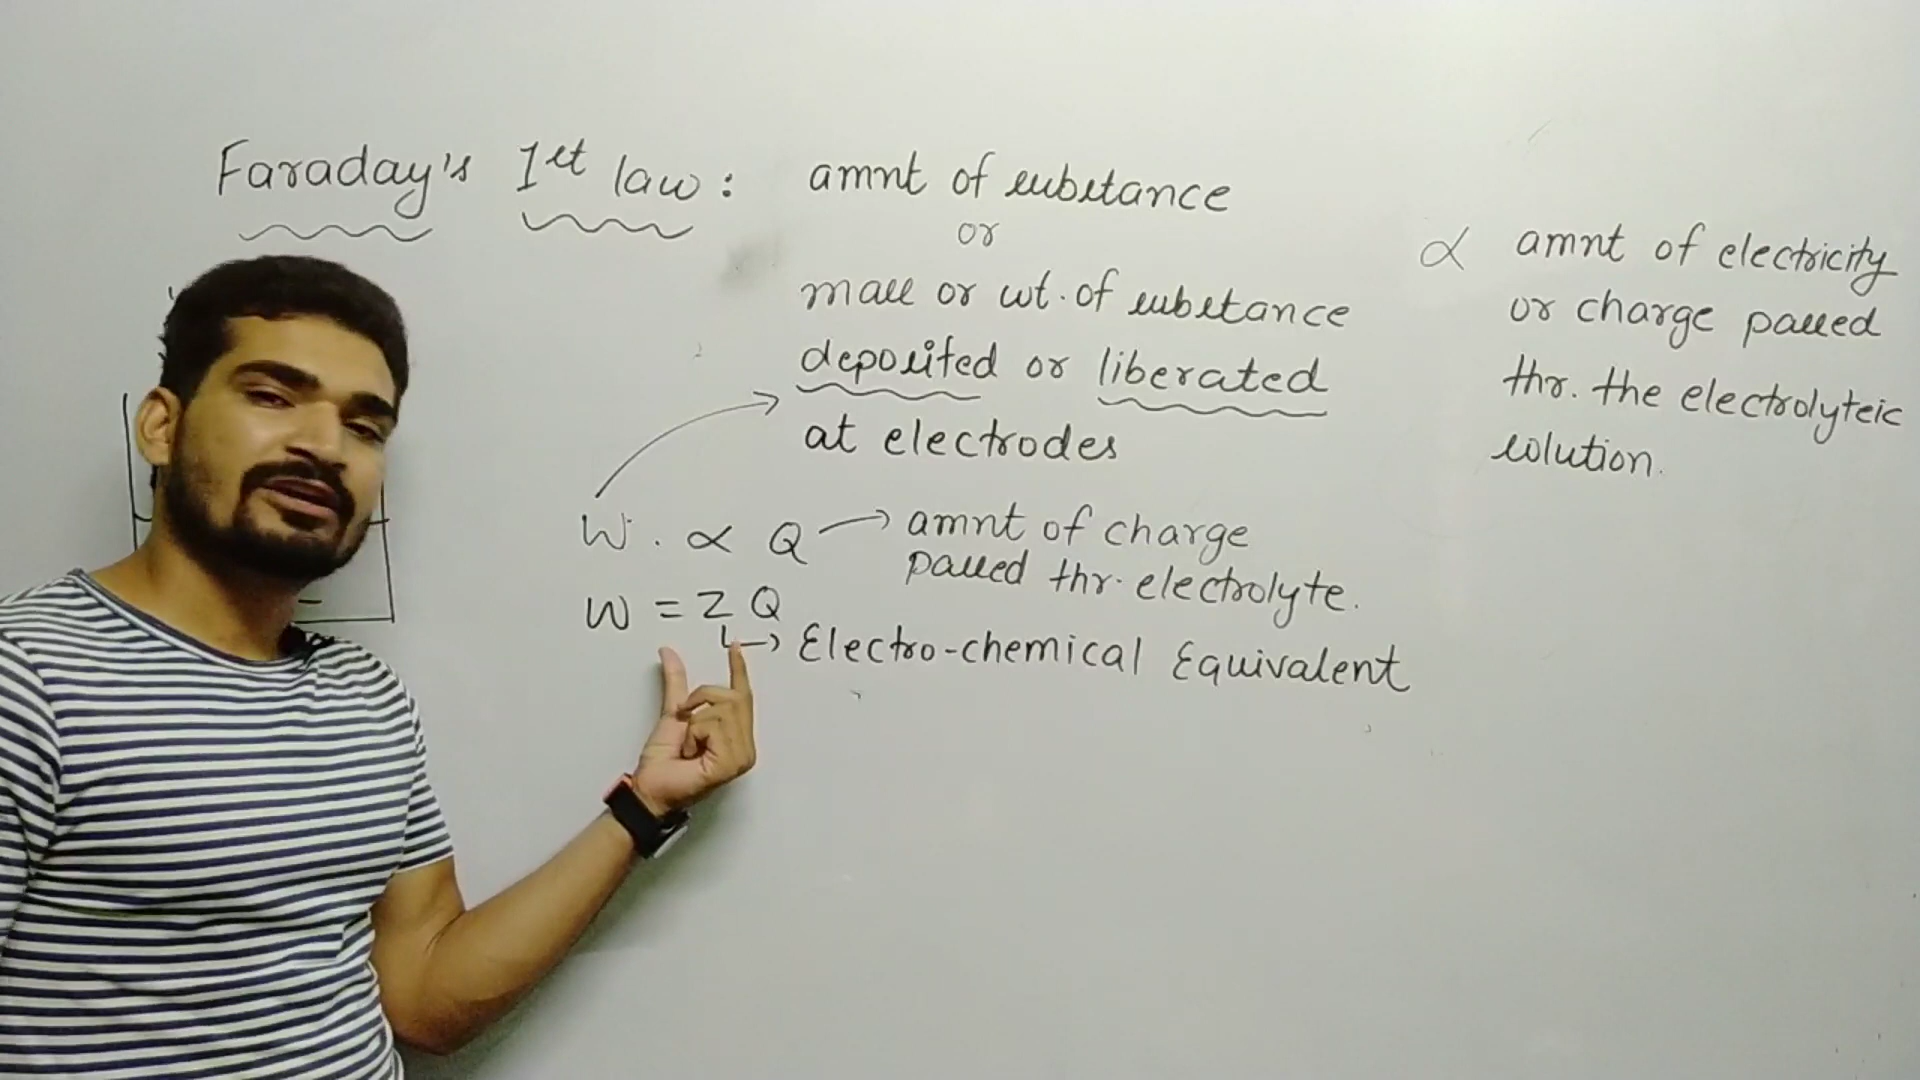 Faraday's 1st law : amnt of substance
or
mass or wt. of substance
deposited or liberated
at electrodes
∝ amnt of electricity
or charge passed
thr. the electrolyteic
solution.
W. ∝ Q → amnt of charge
passed thr. electrolyte.
W = Z Q
↳ Electro-chemical Equivalent